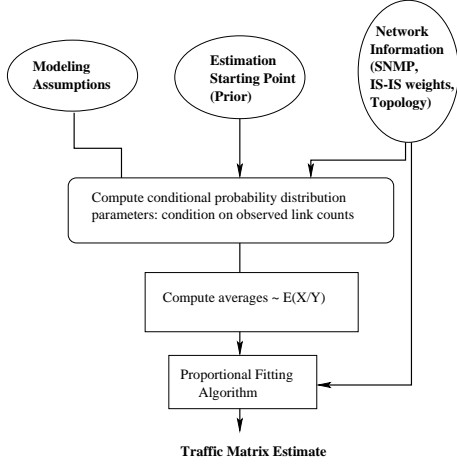 Modeling
Assumptions
Estimation
Starting Point
(Prior)
Network
Information
(SNMP,
IS-IS weights,
Topology)
Compute conditional probability distribution
parameters: condition on observed link counts
Compute averages ~ E(X/Y)
Proportional Fitting
Algorithm
Traffic Matrix Estimate